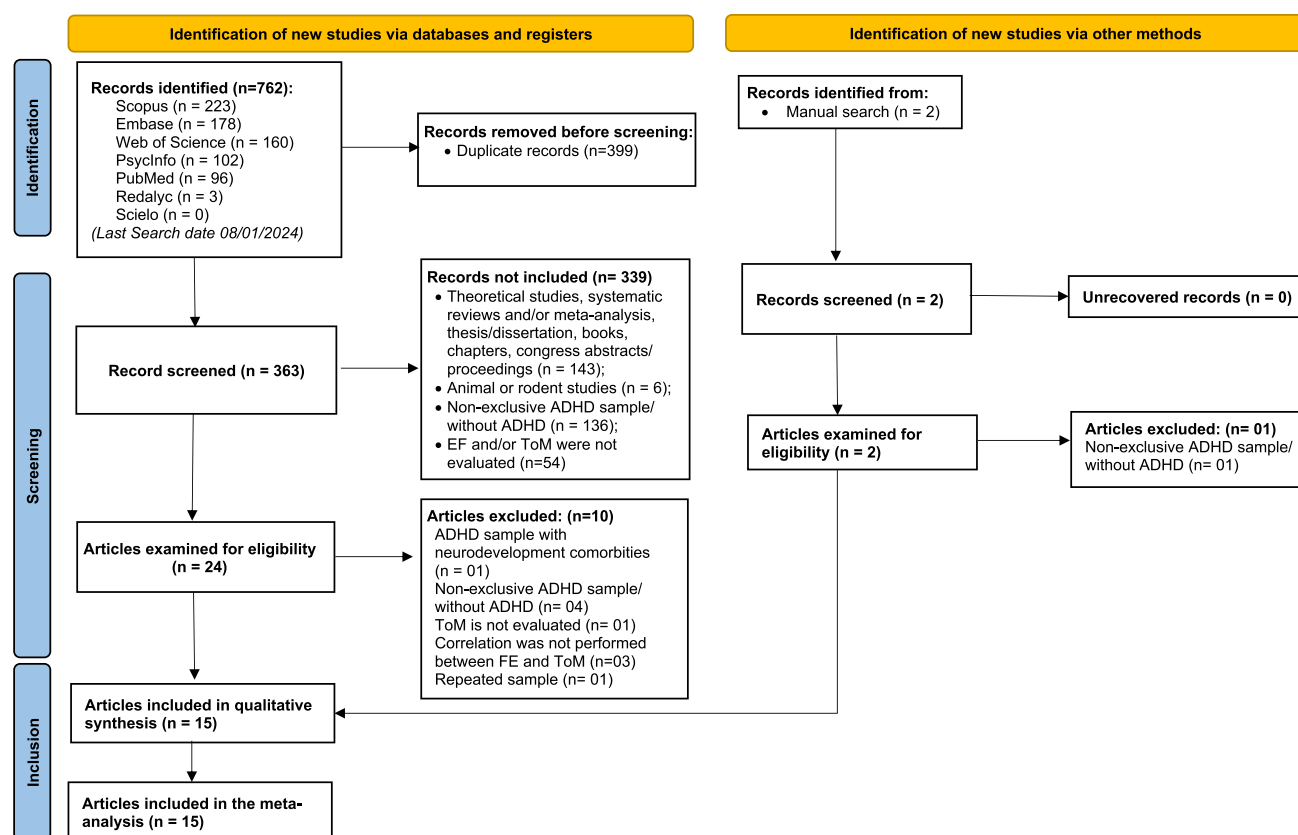 Identification of new studies via databases and registers
Identification of new studies via other methods
Identification
Records identified (n=762):
Scopus (n = 223)
Embase (n = 178)
Web of Science (n = 160)
PsycInfo (n = 102)
PubMed (n = 96)
Redalyc (n = 3)
Scielo (n = 0)
(Last Search date 08/01/2024)
Records removed before screening:
• Duplicate records (n=399)
Records identified from:
• Manual search (n = 2)
Screening
Record screened (n = 363)
Records not included (n= 339)
• Theoretical studies, systematic
reviews and/or meta-analysis,
thesis/dissertation, books,
chapters, congress abstracts/
proceedings (n = 143);
• Animal or rodent studies (n = 6);
• Non-exclusive ADHD sample/
without ADHD (n = 136);
• EF and/or ToM were not
evaluated (n=54)
Records screened (n = 2)
Unrecovered records (n = 0)
Articles examined for eligibility
(n = 24)
Articles excluded: (n=10)
ADHD sample with
neurodevelopment comorbities
(n = 01)
Non-exclusive ADHD sample/
without ADHD (n= 04)
ToM is not evaluated (n= 01)
Correlation was not performed
between FE and ToM (n=03)
Repeated sample (n= 01)
Articles examined for
eligibility (n = 2)
Articles excluded: (n= 01)
Non-exclusive ADHD sample/
without ADHD (n= 01)
Inclusion
Articles included in qualitative
synthesis (n = 15)
Articles included in the meta-
analysis (n = 15)